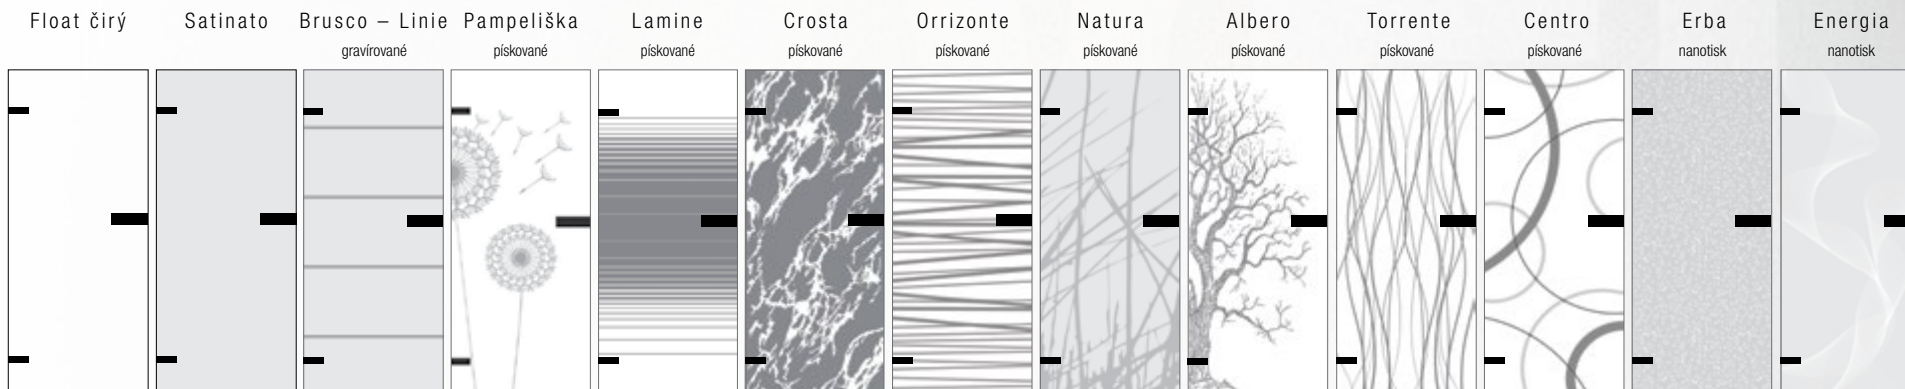 Float čirý
Satinato
Brusco – Linie
gravírované
Pampeliška
pískované
Lamine
pískované
Crosta
pískované
Orrizonte
pískované
Natura
pískované
Albero
pískované
Torrente
pískované
Centro
pískované
Erba
nanotisk
Energia
nanotisk